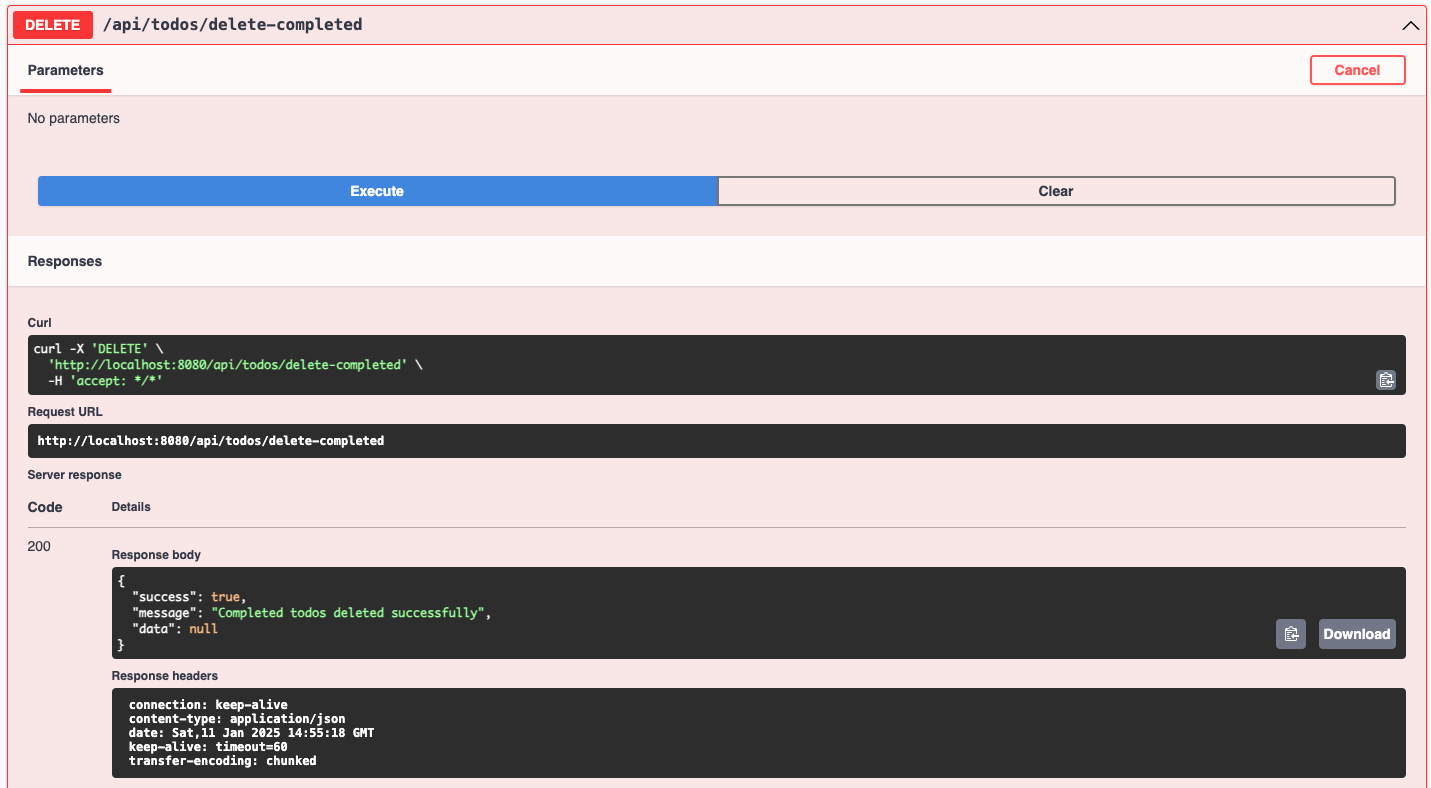 DELETE /api/todos/delete-completed
Parameters
Cancel
No parameters
Execute
Clear
Responses
Curl
curl -X 'DELETE' \
  'http://localhost:8080/api/todos/delete-completed' \
  -H 'accept: */*'
Request URL
http://localhost:8080/api/todos/delete-completed
Server response
Code Details
200
Response body
{
  "success": true,
  "message": "Completed todos deleted successfully",
  "data": null
}
Download
Response headers
connection: keep-alive
content-type: application/json
date: Sat,11 Jan 2025 14:55:18 GMT
keep-alive: timeout=60
transfer-encoding: chunked